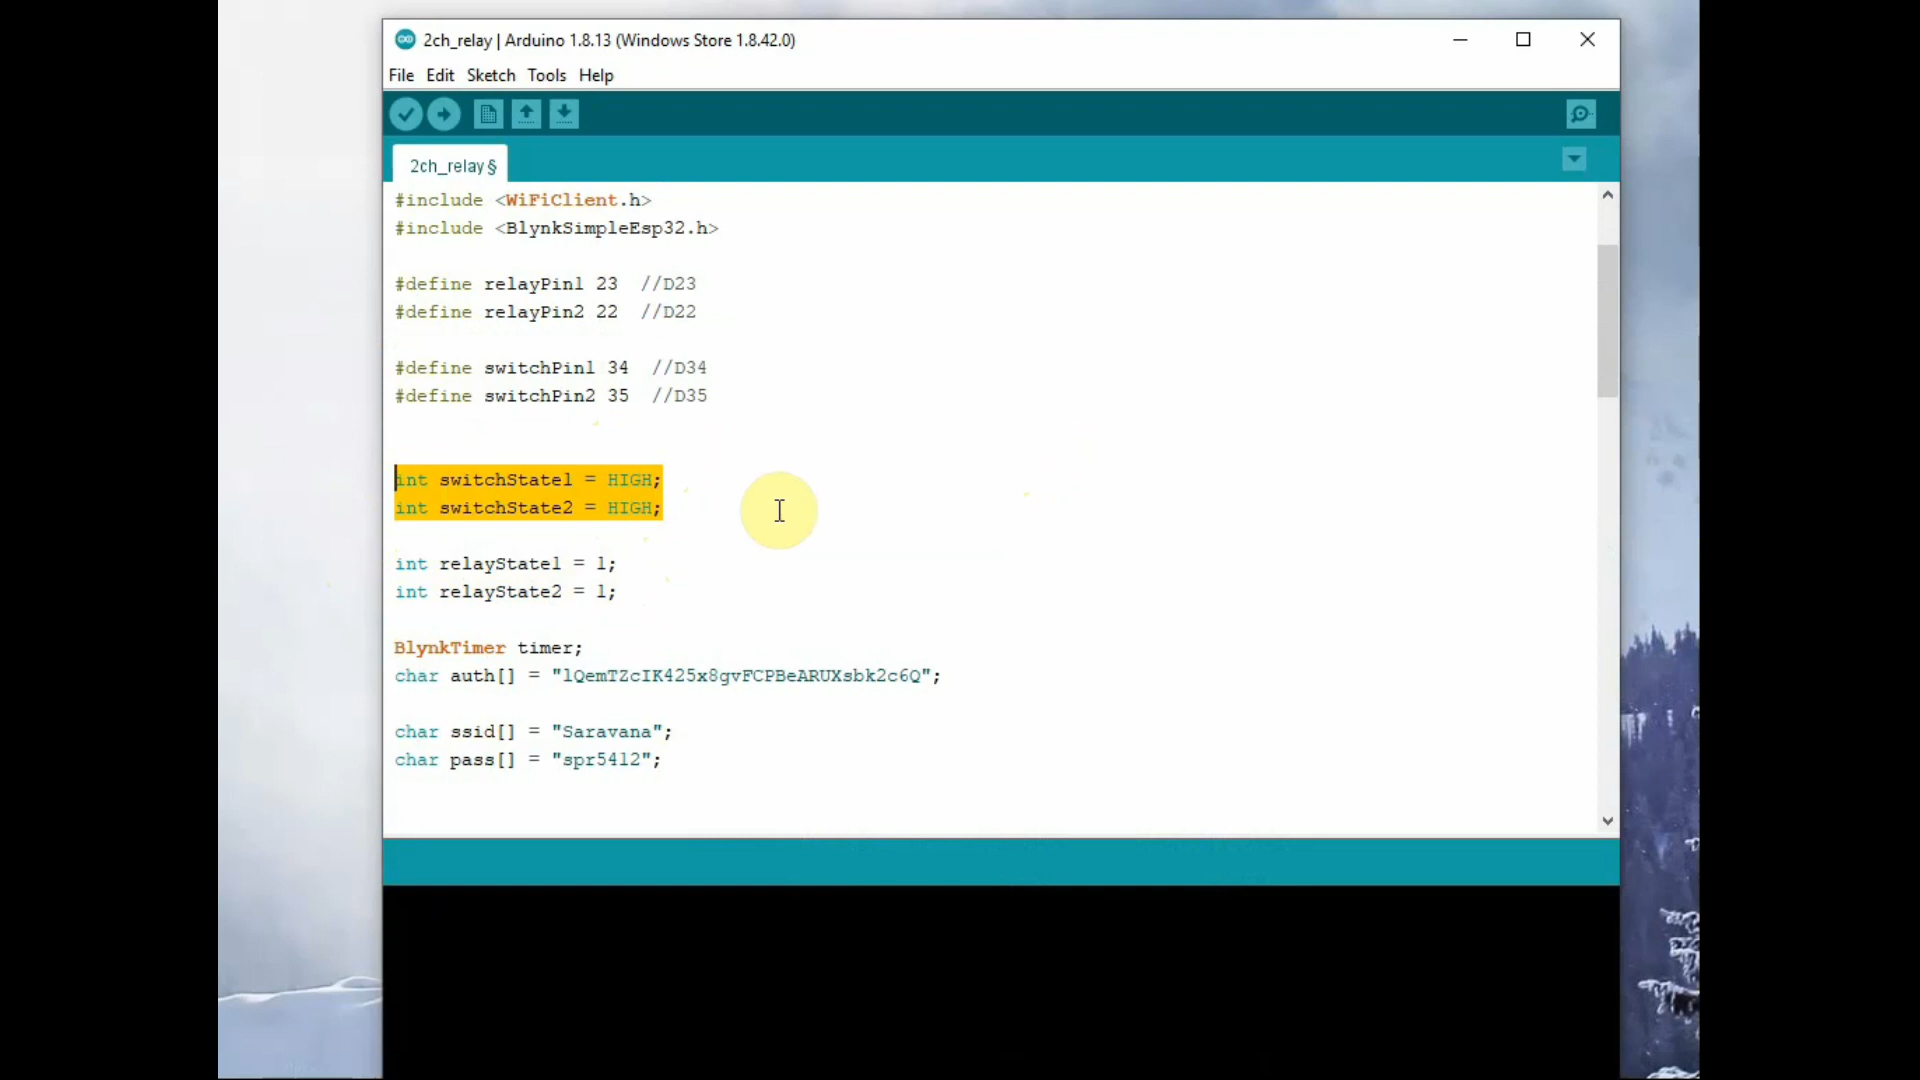 2ch_relay | Arduino 1.8.13 (Windows Store 1.8.42.0)
File Edit Sketch Tools Help
2ch_relay §
#include <WiFiClient.h>
#include <BlynkSimpleEsp32.h>
#define relayPin1 23 //D23
#define relayPin2 22 //D22
#define switchPin1 34 //D34
#define switchPin2 35 //D35
int switchState1 = HIGH;
int switchState2 = HIGH;
int relayState1 = 1;
int relayState2 = 1;
BlynkTimer timer;
char auth[] = "lQemTZcIK425x8gvFCPBeARUXsbk2c6Q";
char ssid[] = "Saravana";
char pass[] = "spr5412";